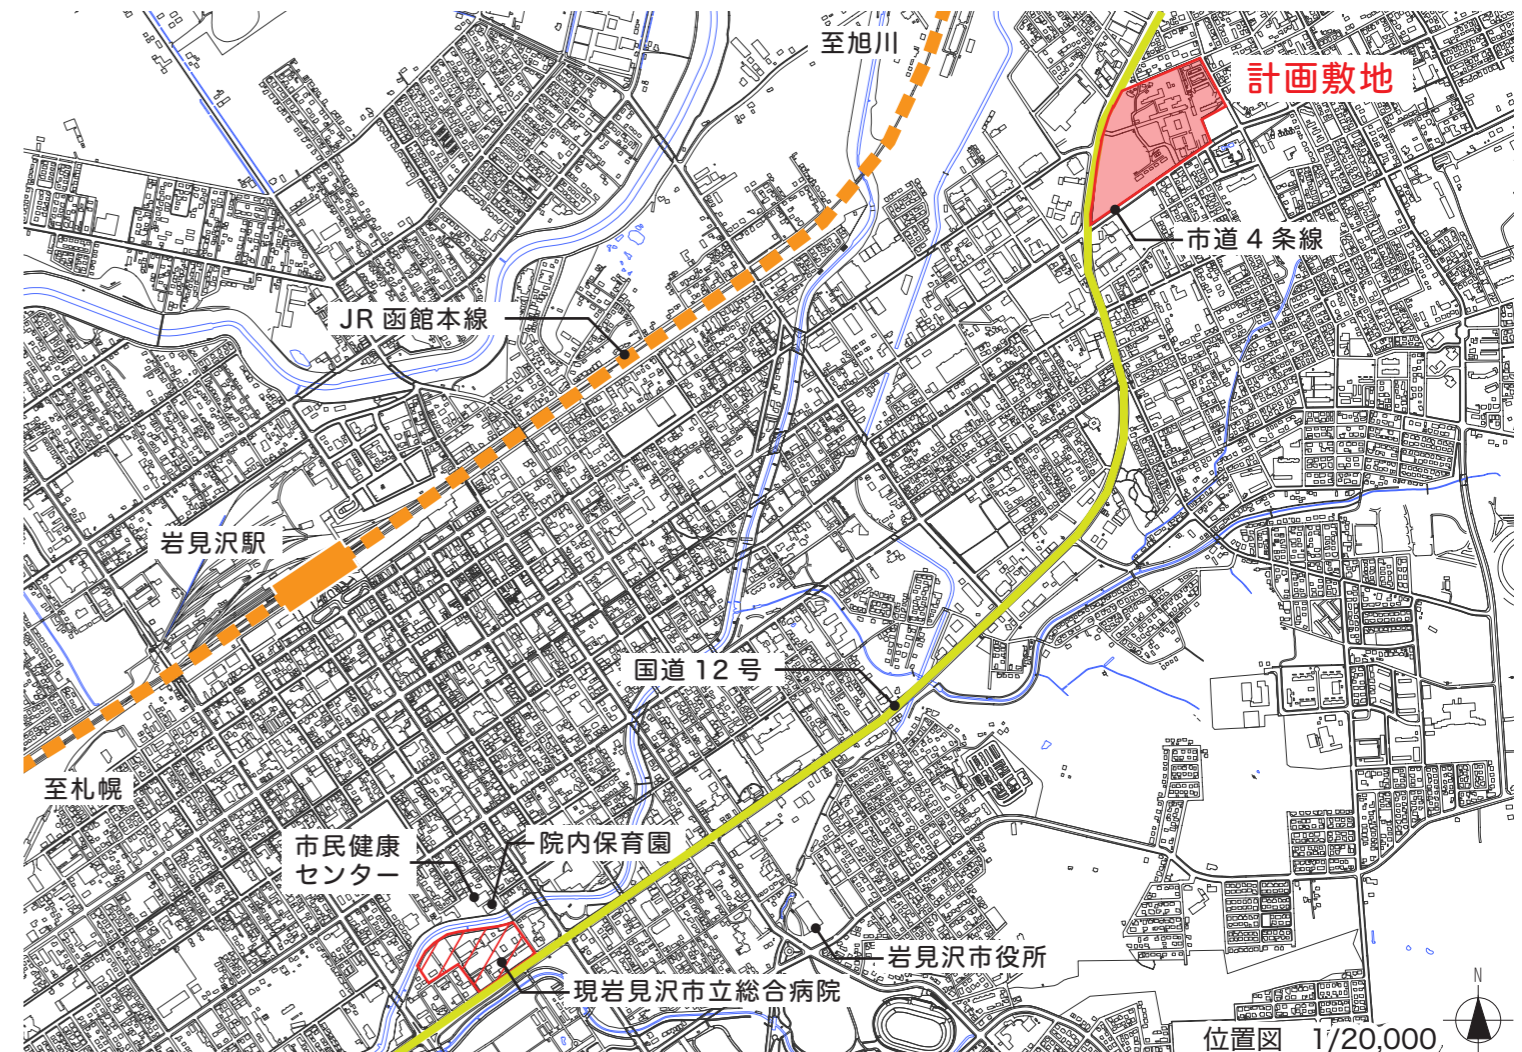 至旭川
計画敷地
市道4条線
JR函館本線
岩見沢駅
国道12号
至札幌
市民健康
センター
院内保育園
岩見沢市役所
現岩見沢市立総合病院
N
位置図 1/20,000